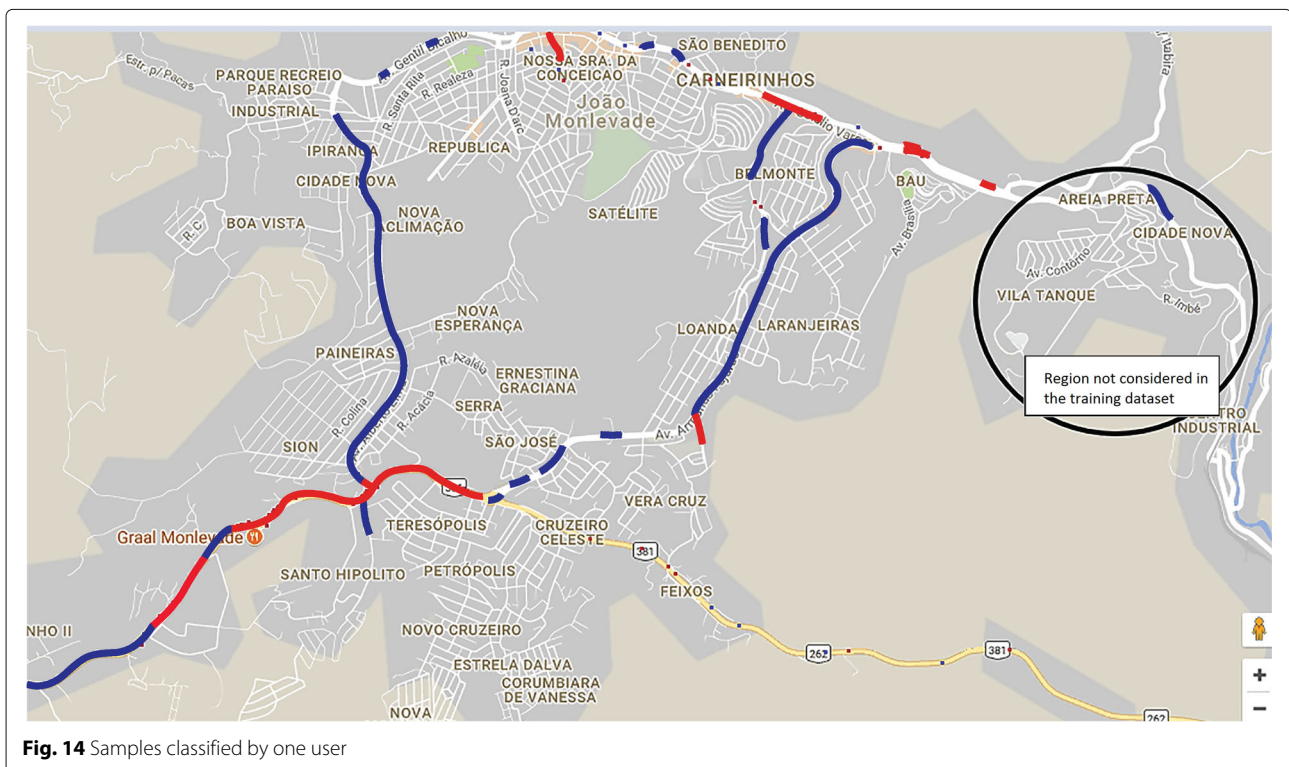 SÃO BENEDITO
Estr. p/ Pacas
Av. Gentil Bicalho
NOSSA SRA. DA
CONCEICAO
PARQUE RECREIO
PARAISO
R. Santa Rita
R. Realeza
R. Joana D'arc
CARNEIRINHOS
João
Monlevade
INDUSTRIAL
IPIRANGA
REPUBLICA
CIDADE NOVA
BELMONTE
BAU
AREIA PRETA
R. C
BOA VISTA
NOVA
ACLIMAÇÃO
SATÉLITE
CIDADE NOVA
Av. Contorno
VILA TANQUE
R. Imbé
NOVA
ESPERANÇA
LOANDA
LARANJEIRAS
PAINEIRAS
R. Azaléia
ERNESTINA
GRACIANA
Region not considered in
the training dataset
R. Colina
R. Acácia
SERRA
INDUSTRIAL
SION
SÃO JOSÉ
VERA CRUZ
TERESÓPOLIS
CRUZEIRO
CELESTE
Graal Monlevade
381
SANTO HIPOLITO
PETRÓPOLIS
FEIXOS
NHO II
NOVO CRUZEIRO
262
381
ESTRELA DALVA
CORUMBIARA
DE VANESSA
NOVA
262
+
−
Fig. 14 Samples classified by one user